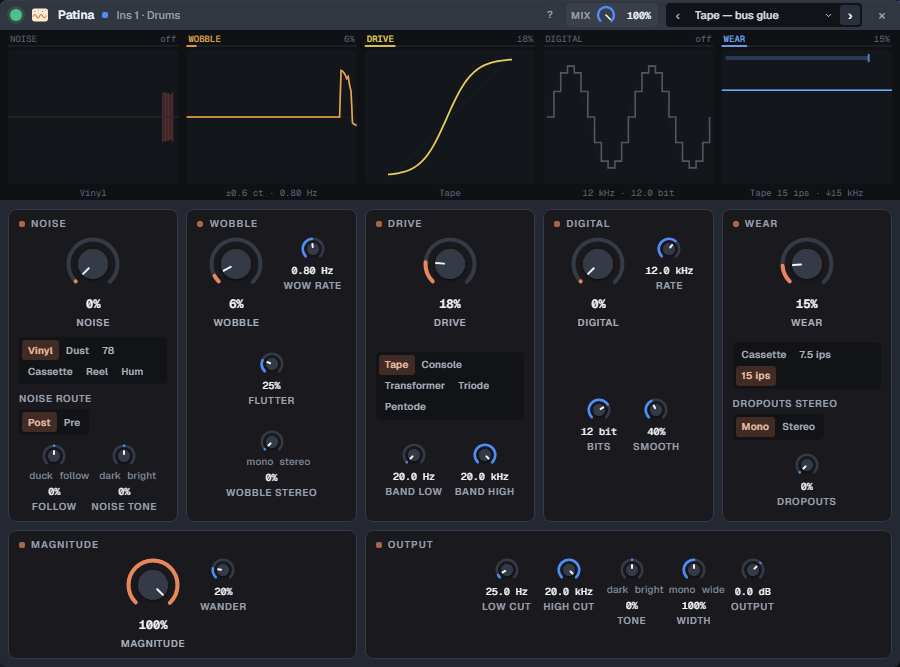 Patina Ins 1 · Drums ? MIX 100% ‹ Tape — bus glue › ×
NOISE off WOBBLE 6% DRIVE 18% DIGITAL off WEAR 15%
Vinyl ±0.6 ct · 0.80 Hz Tape 12 kHz · 12.0 bit Tape 15 ips · ↓15 kHz
NOISE
0%
NOISE
Vinyl Dust 78
Cassette Reel Hum
NOISE ROUTE
Post Pre
duck follow dark bright
0% 0%
FOLLOW NOISE TONE
WOBBLE
0.80 Hz
WOW RATE
6%
WOBBLE
25%
FLUTTER
mono stereo
0%
WOBBLE STEREO
DRIVE
18%
DRIVE
Tape Console
Transformer Triode
Pentode
20.0 Hz 20.0 kHz
BAND LOW BAND HIGH
DIGITAL
12.0 kHz
RATE
0%
DIGITAL
12 bit 40%
BITS SMOOTH
WEAR
15%
WEAR
Cassette 7.5 ips
15 ips
DROPOUTS STEREO
Mono Stereo
0%
DROPOUTS
MAGNITUDE
20%
WANDER
100%
MAGNITUDE
OUTPUT
dark bright mono wide
25.0 Hz 20.0 kHz 0% 100% 0.0 dB
LOW CUT HIGH CUT TONE WIDTH OUTPUT